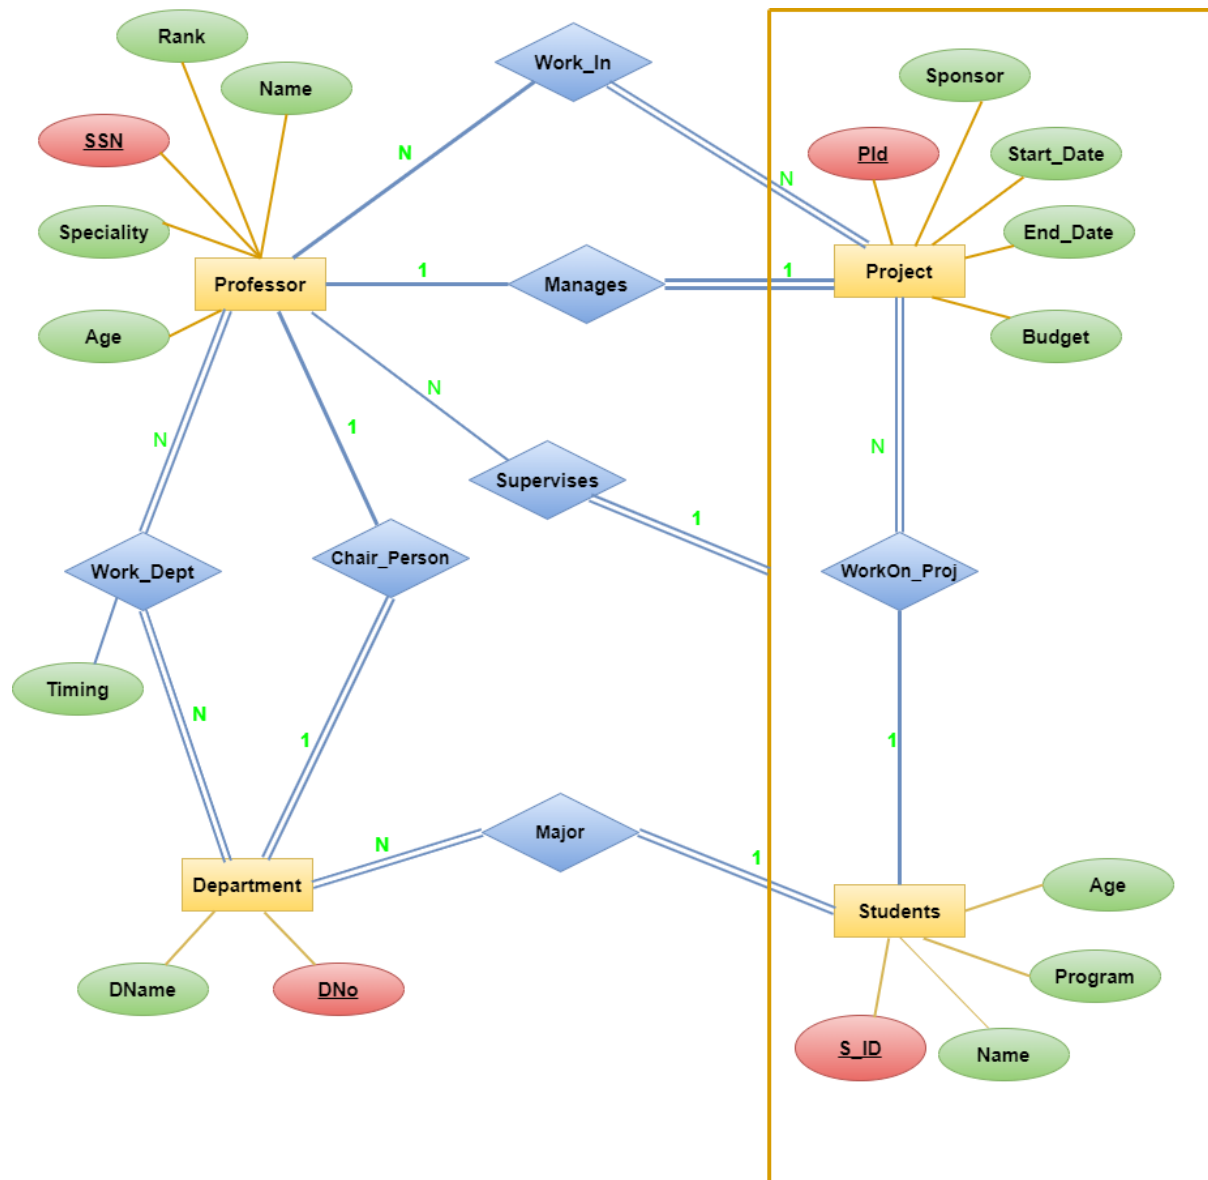 Rank
Work_In
Name
Sponsor
SSN
N
PId
Start_Date
N
Speciality
End_Date
Professor
1
Manages
1
Project
Age
Budget
N
N
1
N
Supervises
1
Work_Dept
Chair_Person
WorkOn_Proj
Timing
N
1
1
N
Major
1
Department
Students
Age
DName
DNo
Program
S_ID
Name